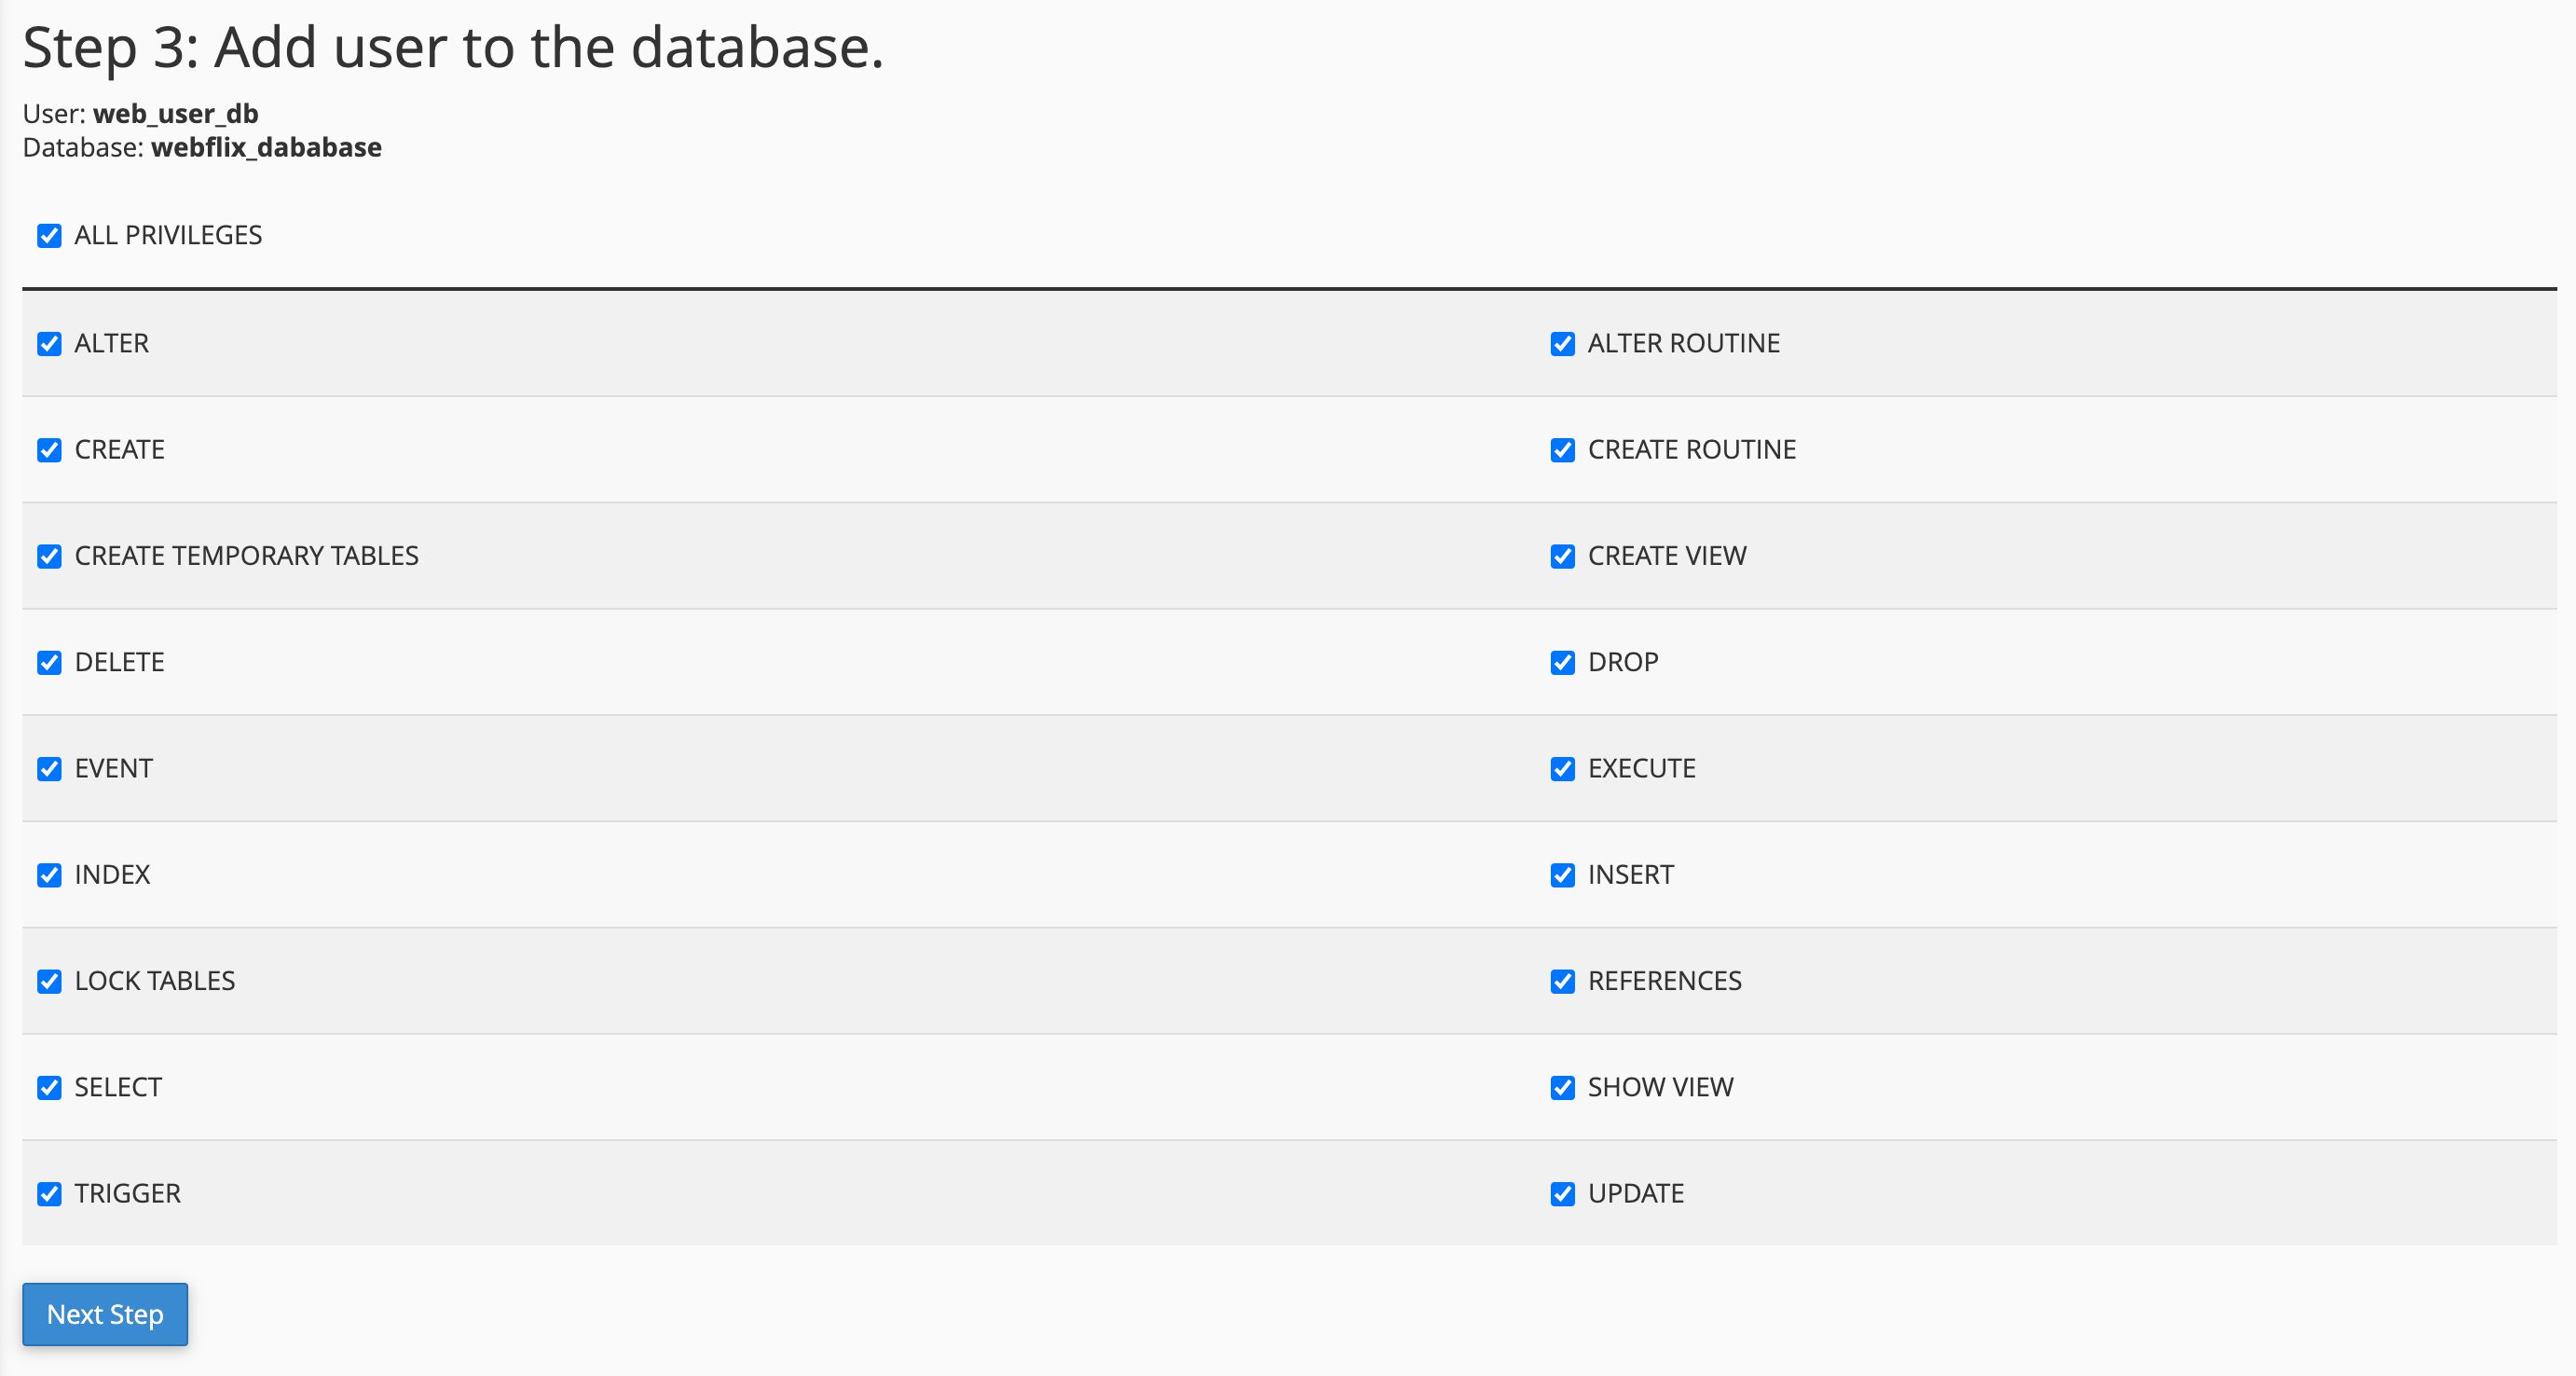 Step 3: Add user to the database.
User: web_user_db
Database: webflix_dababase
ALL PRIVILEGES
ALTER
ALTER ROUTINE
CREATE
CREATE ROUTINE
CREATE TEMPORARY TABLES
CREATE VIEW
DELETE
DROP
EVENT
EXECUTE
INDEX
INSERT
LOCK TABLES
REFERENCES
SELECT
SHOW VIEW
TRIGGER
UPDATE
Next Step